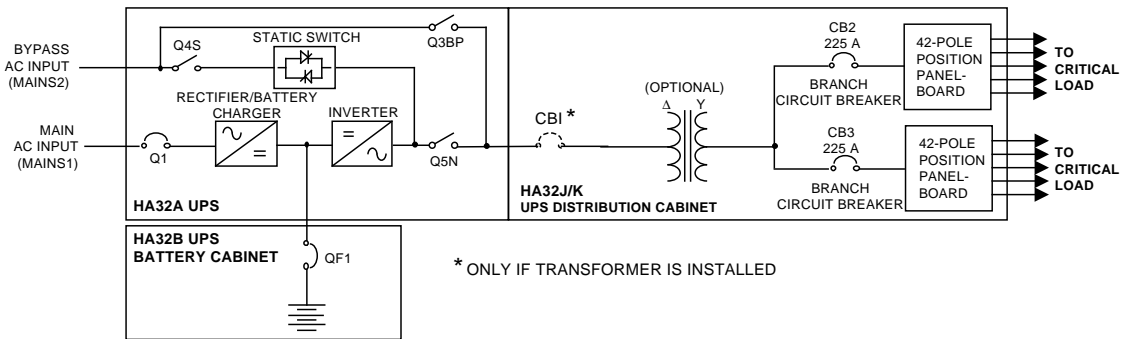 BYPASS
AC INPUT
(MAINS2)
Q4S
STATIC SWITCH
Q3BP
RECTIFIER/BATTERY
CHARGER
INVERTER
MAIN
AC INPUT
(MAINS1)
Q1
Q5N
HA32A UPS
HA32B UPS
BATTERY CABINET
QF1
CBI *
(OPTIONAL)
Δ Y
HA32J/K
UPS DISTRIBUTION CABINET
CB2
225 A
BRANCH
CIRCUIT BREAKER
42-POLE
POSITION
PANEL-
BOARD
TO
CRITICAL
LOAD
CB3
225 A
BRANCH
CIRCUIT BREAKER
42-POLE
POSITION
PANEL-
BOARD
TO
CRITICAL
LOAD
* ONLY IF TRANSFORMER IS INSTALLED